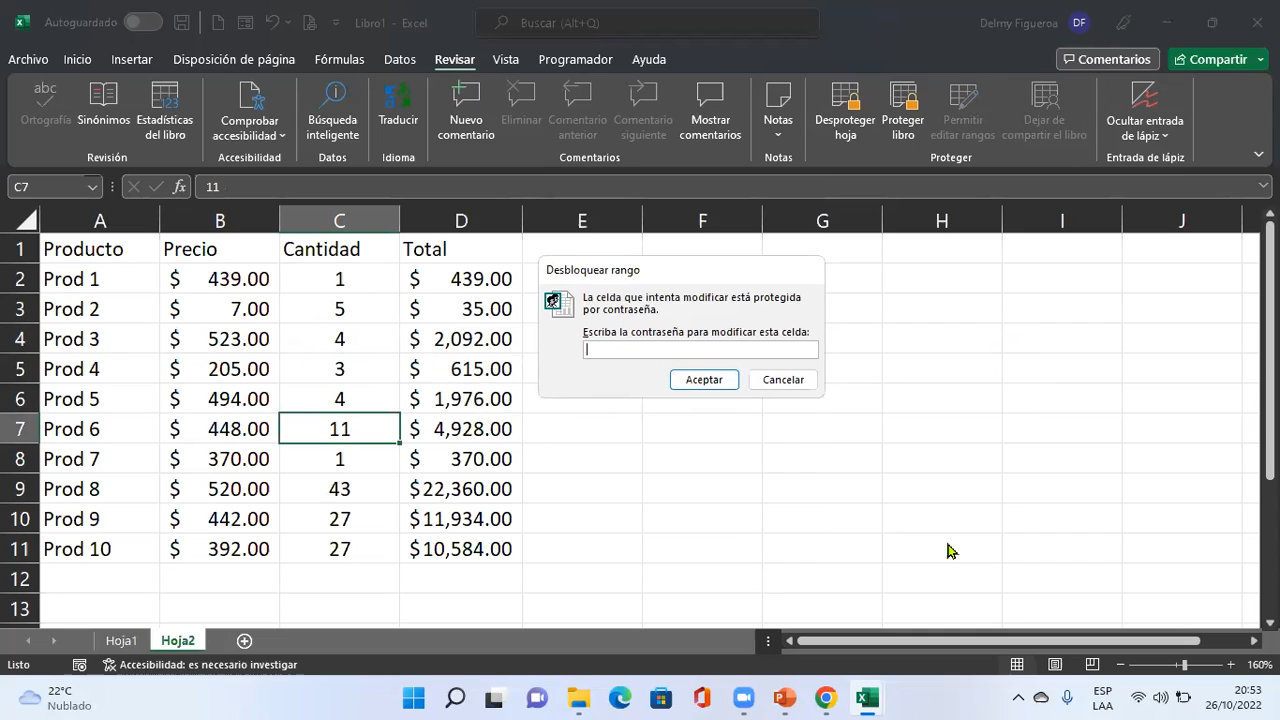 Autoguardado Libro1 - Excel Buscar (Alt+Q) Delmy Figueroa DF
Archivo Inicio Insertar Disposición de página Fórmulas Datos Revisar Vista Programador Ayuda Comentarios Compartir
abc
Ortografía Sinónimos Estadísticas del libro Comprobar accesibilidad Búsqueda inteligente Traducir Nuevo comentario Eliminar Comentario anterior Comentario siguiente Mostrar comentarios Notas Desproteger hoja Proteger libro Permitir editar rangos Dejar de compartir el libro Ocultar entrada de lápiz
Revisión Accesibilidad Datos Idioma Comentarios Notas Proteger Entrada de lápiz
C7 fx 11
A B C D E F G H I J
1 Producto Precio Cantidad Total
2 Prod 1 $ 439.00 1 $ 439.00
3 Prod 2 $ 7.00 5 $ 35.00
4 Prod 3 $ 523.00 4 $ 2,092.00
5 Prod 4 $ 205.00 3 $ 615.00
6 Prod 5 $ 494.00 4 $ 1,976.00
7 Prod 6 $ 448.00 11 $ 4,928.00
8 Prod 7 $ 370.00 1 $ 370.00
9 Prod 8 $ 520.00 43 $22,360.00
10 Prod 9 $ 442.00 27 $11,934.00
11 Prod 10 $ 392.00 27 $10,584.00
12
13
Desbloquear rango
La celda que intenta modificar está protegida
por contraseña.
Escriba la contraseña para modificar esta celda:
Aceptar Cancelar
Hoja1 Hoja2
Listo Accesibilidad: es necesario investigar 160%
22°C
Nublado
ESP
LAA
20:53
26/10/2022